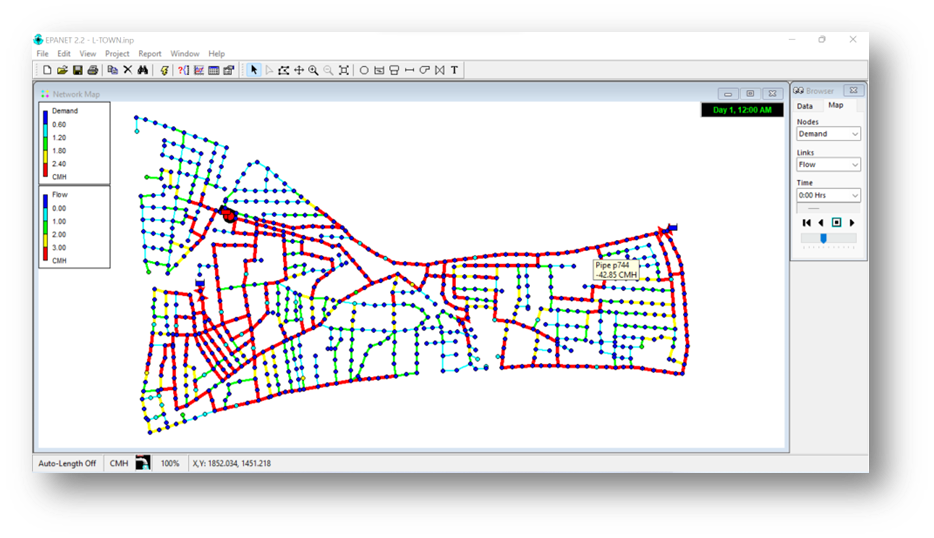 EPANET 2.2 - L-TOWN.inp
File Edit View Project Report Window Help
Network Map
Demand
0.60
1.20
1.80
2.40
CMH
Flow
0.00
1.00
2.00
3.00
CMH
Day 1, 12:00 AM
Pipe p744
-42.85 CMH
Browser
Data Map
Nodes
Demand
Links
Flow
Time
0:00 Hrs
Auto-Length Off CMH 100% X,Y: 1852.034, 1451.218